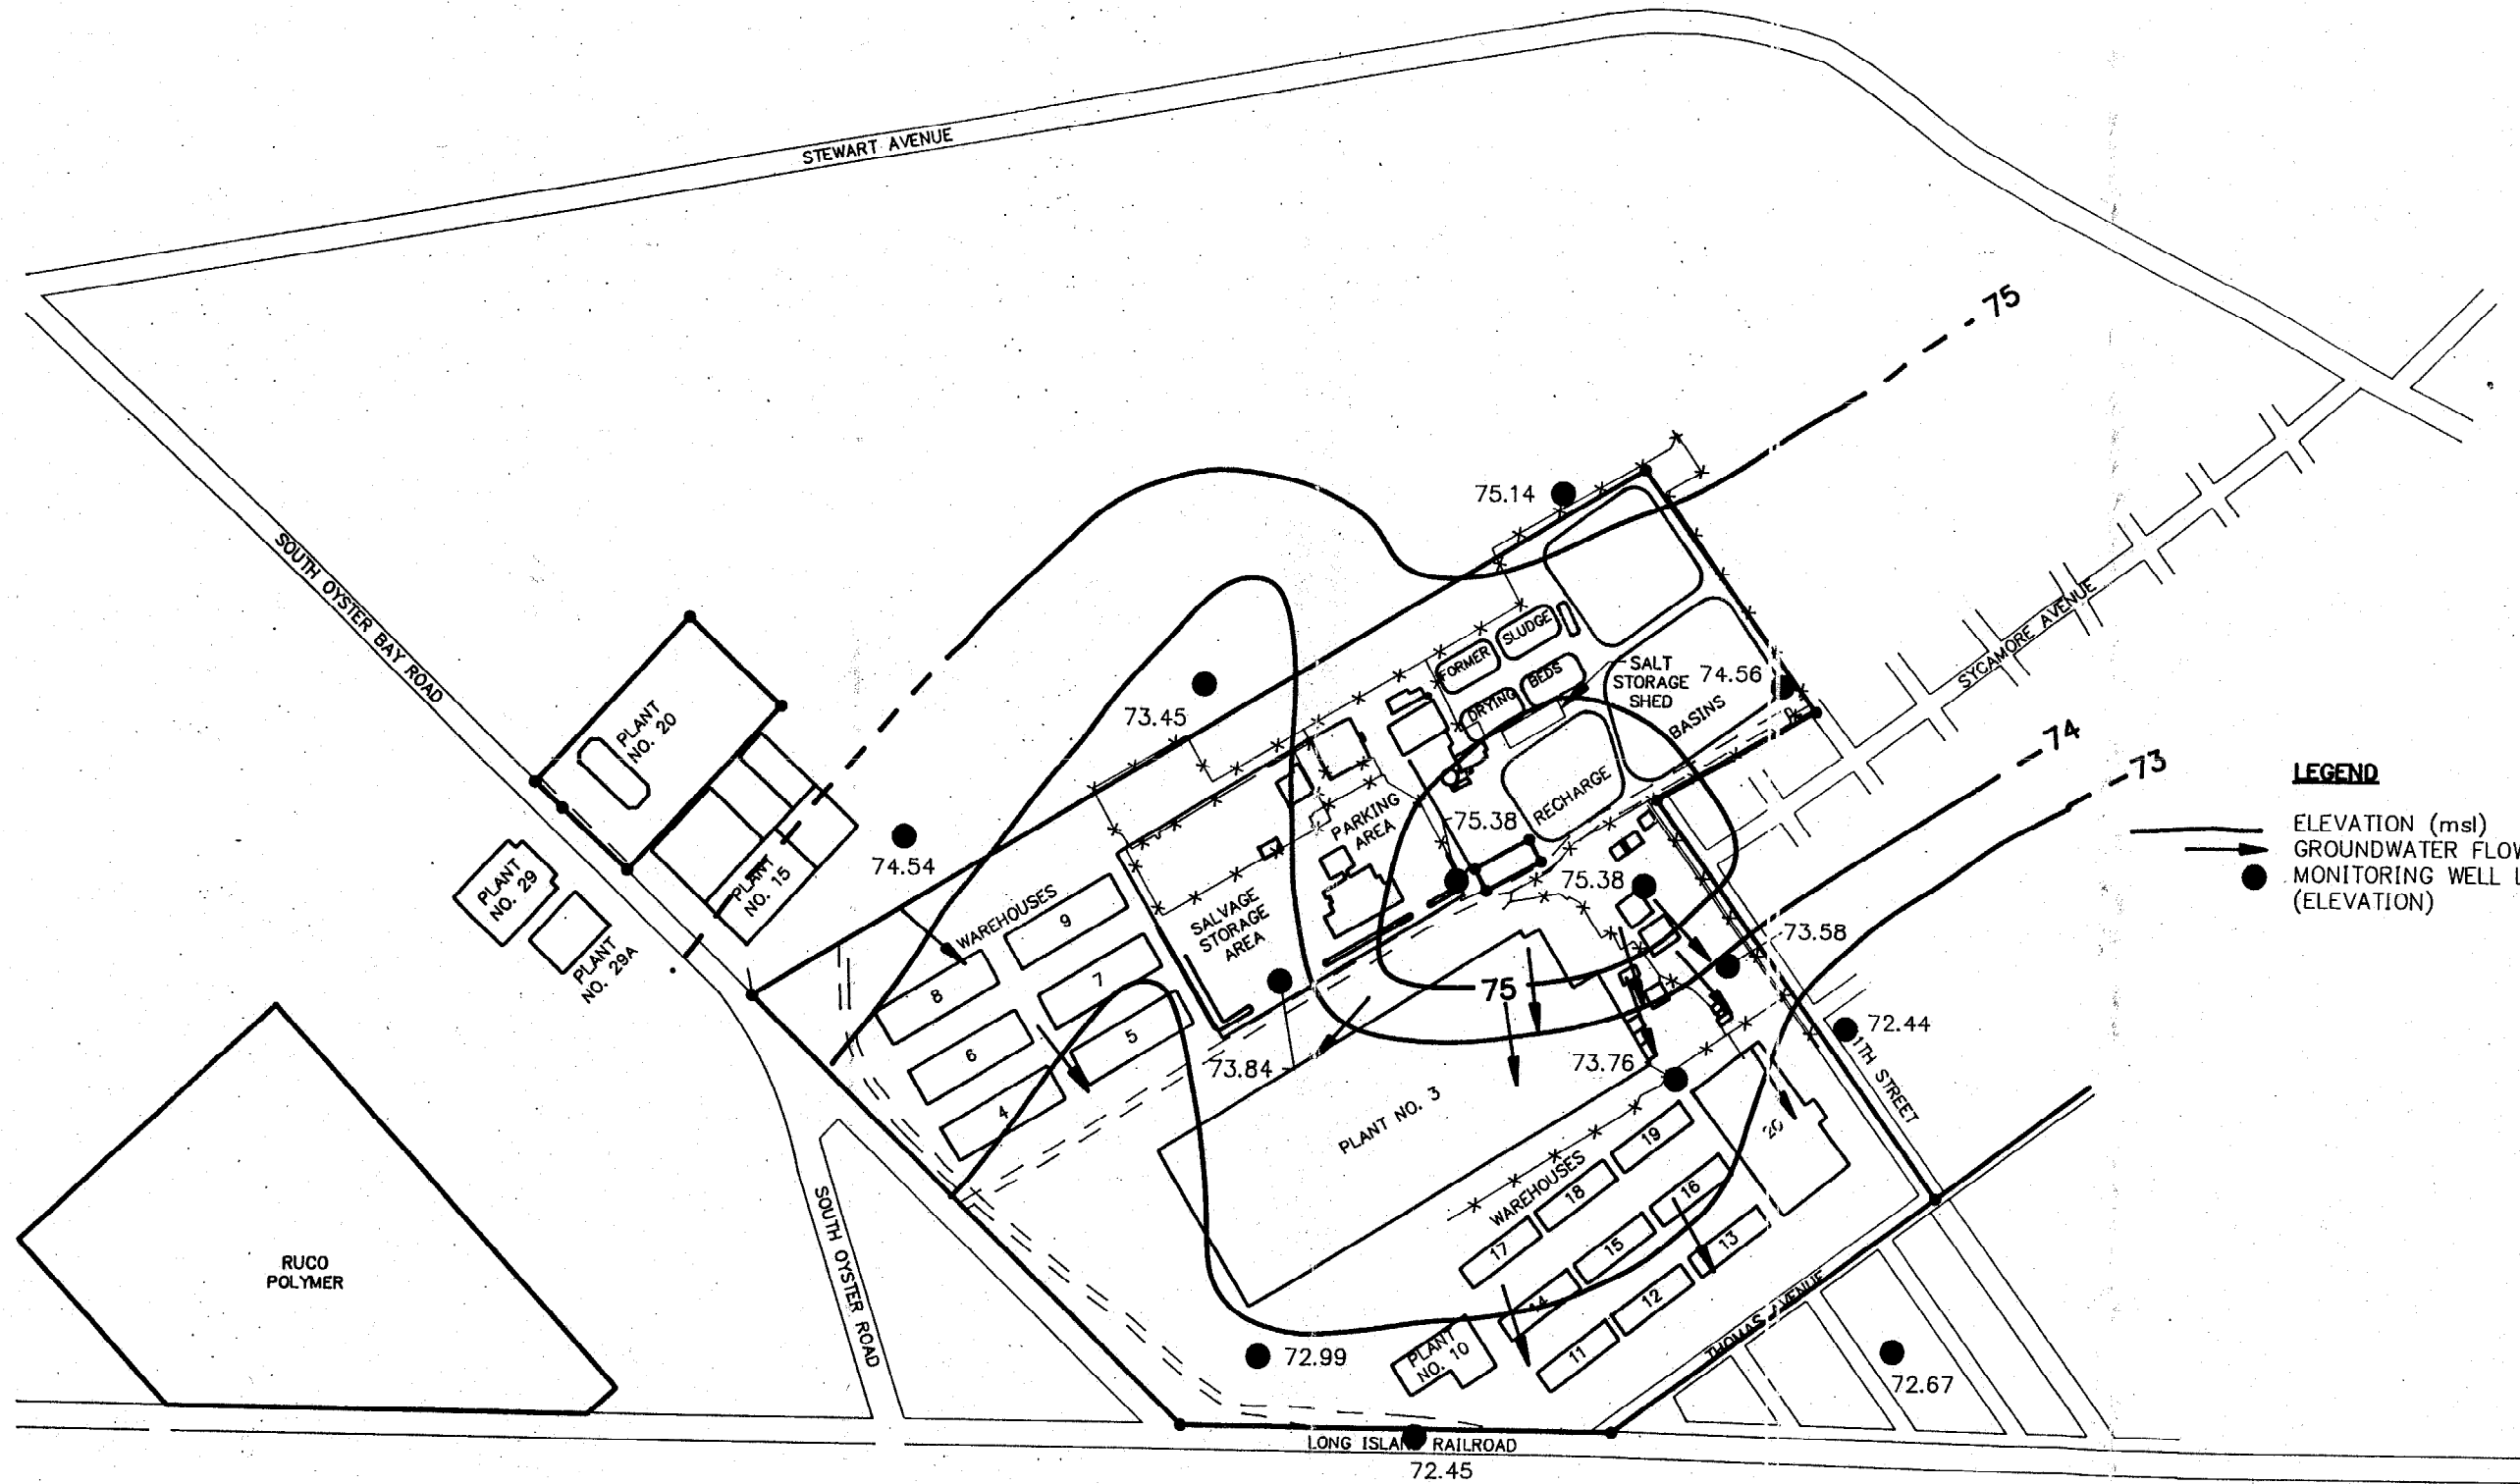 STEWART AVENUE
75
75.14
SOUTH OYSTER BAY ROAD
SYCAMORE AVENUE
PLANT
NO. 20
73.45
FORMER
SLUDGE
DRYING
BEDS
SALT
STORAGE
SHED
74.56
BASINS
RECHARGE
74
73
PLANT
NO. 29
PLANT
NO. 29A
PLANT
NO. 15
74.54
PARKING
AREA
75.38
75.38
WAREHOUSES
9
8
7
6
5
4
SALVAGE
STORAGE
AREA
73.58
75
73.84
73.76
72.44
11TH STREET
PLANT NO. 3
20
WAREHOUSES
19
18
17
16
15
14
13
12
11
RUCO
POLYMER
SOUTH OYSTER ROAD
PLANT
NO. 10
THOMAS AVENUE
72.99
72.67
LONG ISLAND RAILROAD
72.45
LEGEND
ELEVATION (msl)
GROUNDWATER FLOW
MONITORING WELL
(ELEVATION)